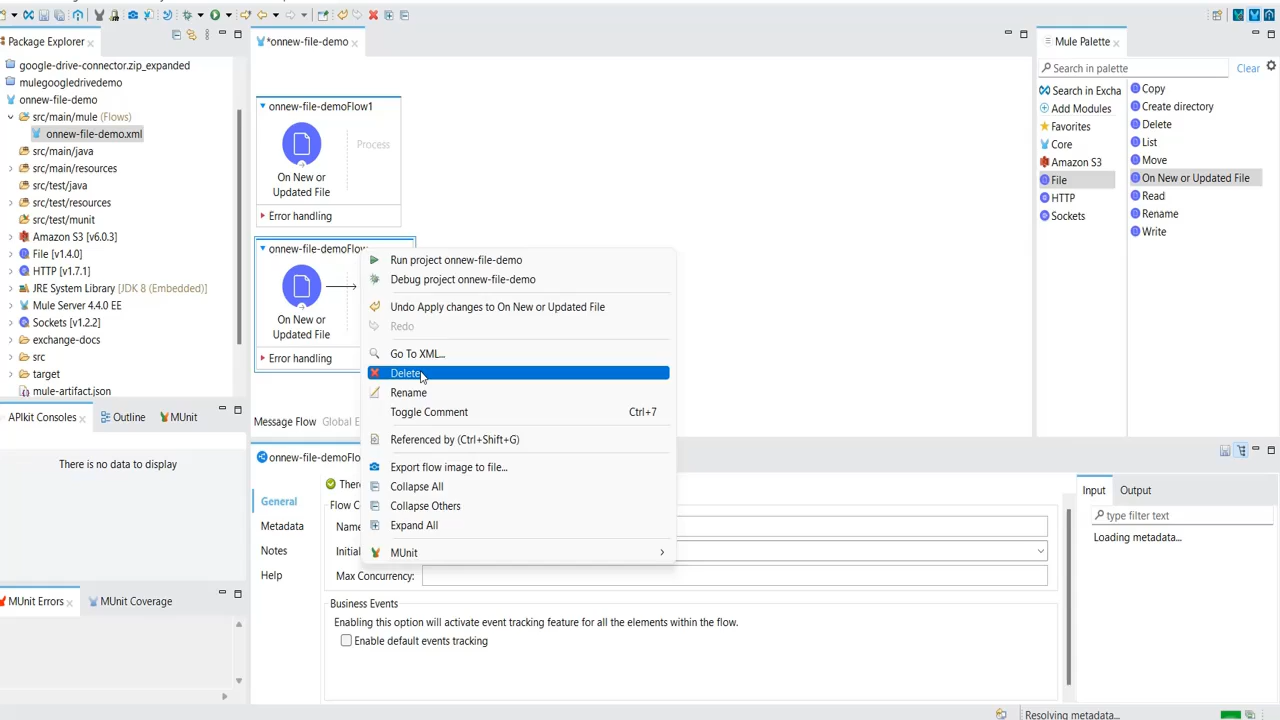 Package Explorer
google-drive-connector.zip_expanded
mulegoogledrivedemo
onnew-file-demo
src/main/mule (Flows)
onnew-file-demo.xml
src/main/java
src/main/resources
src/test/java
src/test/resources
src/test/munit
Amazon S3 [v6.0.3]
File [v1.4.0]
HTTP [v1.7.1]
JRE System Library [JDK 8 (Embedded)]
Mule Server 4.4.0 EE
Sockets [v1.2.2]
exchange-docs
src
target
mule-artifact.json
APIkit Consoles
Outline
MUnit
There is no data to display
MUnit Errors
MUnit Coverage
*onnew-file-demo
onnew-file-demoFlow1
Process
On New or
Updated File
Error handling
onnew-file-demoFlow
On New or
Updated File
Error handling
Message Flow
Global E
Run project onnew-file-demo
Debug project onnew-file-demo
Undo Apply changes to On New or Updated File
Redo
Go To XML...
Delete
Rename
Toggle Comment Ctrl+7
Referenced by (Ctrl+Shift+G)
Export flow image to file...
Collapse All
Collapse Others
Expand All
MUnit
onnew-file-demoFlo
There
General
Metadata
Notes
Help
Flow C
Name
Initial
Max Concurrency:
Business Events
Enabling this option will activate event tracking feature for all the elements within the flow.
Enable default events tracking
Mule Palette
Search in palette
Clear
Search in Excha
Add Modules
Favorites
Core
Amazon S3
File
HTTP
Sockets
Copy
Create directory
Delete
List
Move
On New or Updated File
Read
Rename
Write
Input
Output
type filter text
Loading metadata...
Resolving metadata...